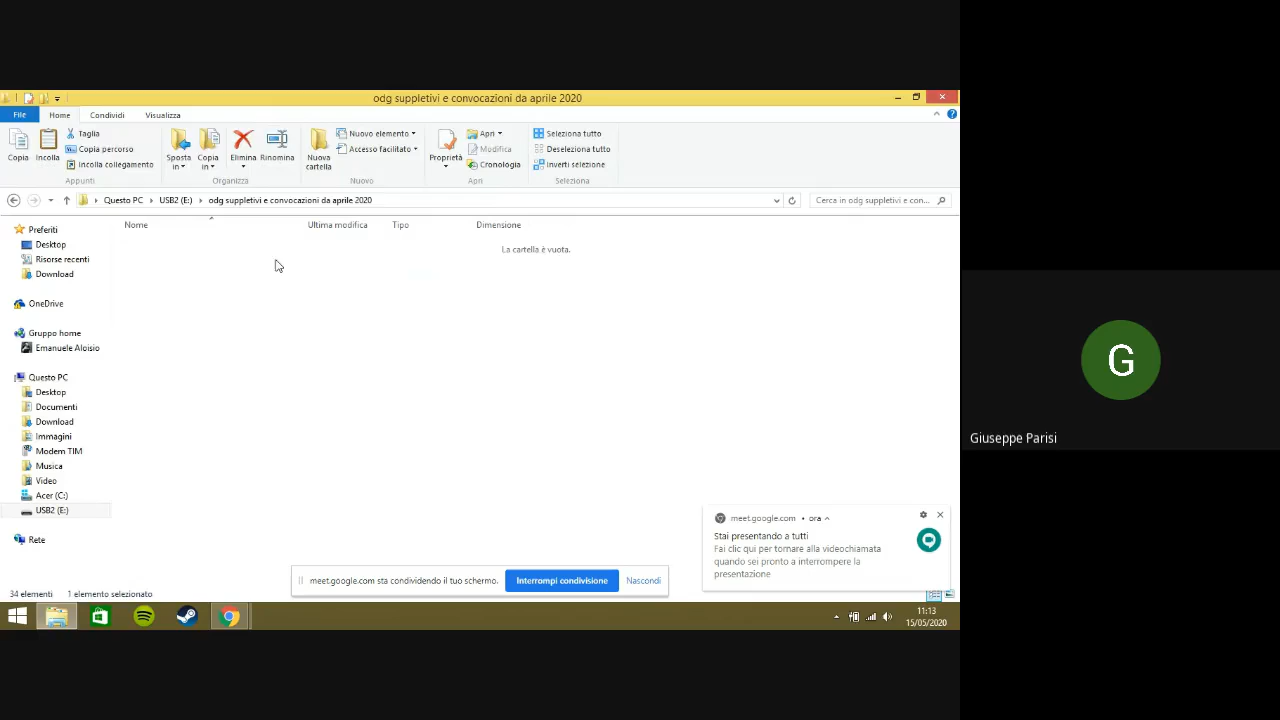 odg suppletivi e convocazioni da aprile 2020
File Home Condividi Visualizza
Copia
Incolla
Taglia
Copia percorso
Incolla collegamento
Appunti
Sposta in
Copia in
Elimina
Rinomina
Organizza
Nuova cartella
Nuovo elemento
Accesso facilitato
Nuovo
Proprietà
Apri
Modifica
Cronologia
Apri
Seleziona tutto
Deseleziona tutto
Inverti selezione
Seleziona
Questo PC USB2 (E:) odg suppletivi e convocazioni da aprile 2020
Cerca in odg suppletivi e con...
Nome Ultima modifica Tipo Dimensione
La cartella è vuota.
Preferiti
Desktop
Risorse recenti
Download
OneDrive
Gruppo home
Emanuele Aloisio
Questo PC
Desktop
Documenti
Download
Immagini
Modem TIM
Musica
Video
Acer (C:)
USB2 (E:)
Rete
34 elementi 1 elemento selezionato
meet.google.com • ora
Stai presentando a tutti
Fai clic qui per tornare alla videochiamata
quando sei pronto a interrompere la
presentazione
meet.google.com sta condividendo il tuo schermo. Interrompi condivisione Nascondi
11:13
15/05/2020
G
Giuseppe Parisi